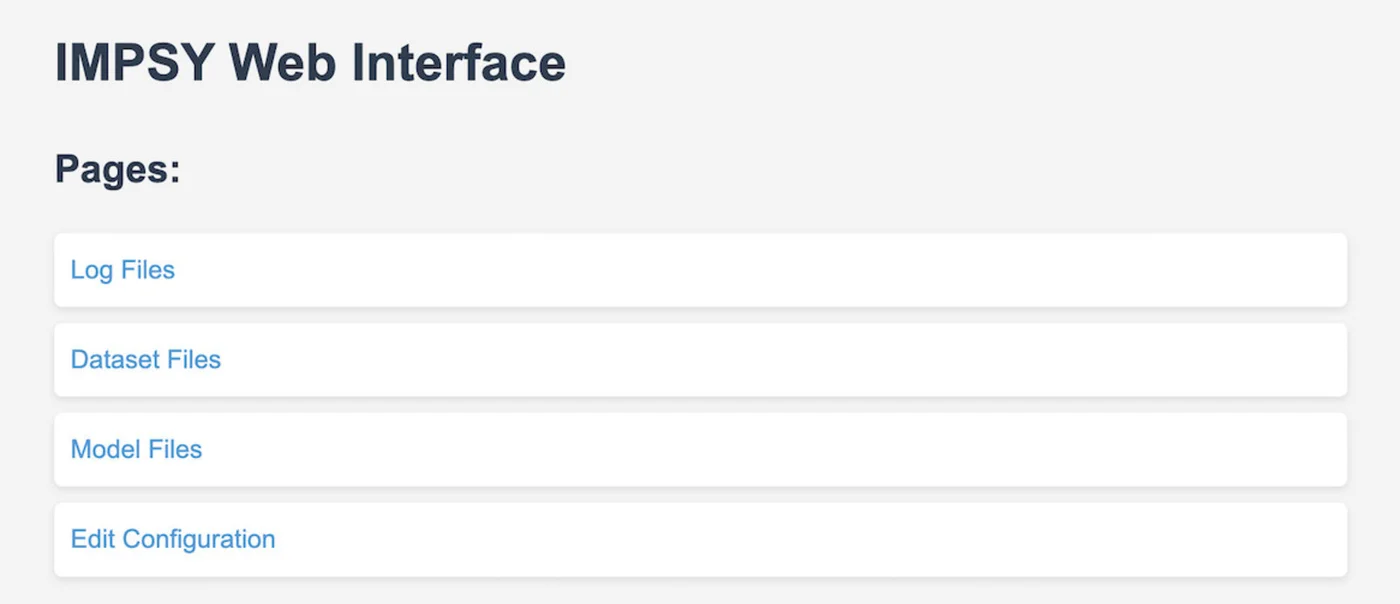 IMPSY Web Interface
Pages:
Log Files
Dataset Files
Model Files
Edit Configuration